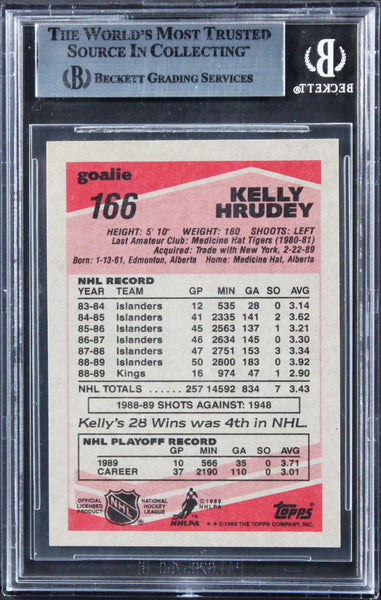 THE WORLD'S MOST TRUSTED
SOURCE IN COLLECTING™
B BECKETT GRADING SERVICES
B
BECKETT
goalie
166 KELLY
HRUDEY
HEIGHT: 5' 10" WEIGHT: 180 SHOOTS: LEFT
Last Amateur Club: Medicine Hat Tigers (1980-81)
Acquired: Trade with New York, 2-22-89
Born: 1-13-61, Edmonton, Alberta Home: Medicine Hat, Alberta
NHL RECORD
YEAR TEAM GP MIN GA SO AVG
83-84 Islanders 12 535 28 0 3.14
84-85 Islanders 41 2335 141 2 3.62
85-86 Islanders 45 2563 137 1 3.21
86-87 Islanders 46 2634 145 0 3.30
87-88 Islanders 47 2751 153 3 3.34
88-89 Islanders 50 2800 183 0 3.92
88-89 Kings 16 974 47 1 2.90
NHL TOTALS . . . . . 257 14592 834 7 3.43
1988-89 SHOTS AGAINST: 1948
Kelly's 28 Wins was 4th in NHL.
NHL PLAYOFF RECORD
GP MIN GA SO AVG
1989 10 566 35 0 3.71
CAREER 37 2190 110 0 3.01
OFFICIAL LICENSED PRODUCT
NHL
NATIONAL HOCKEY LEAGUE
© 1989 NHLPA
NHLPA
topps
* * © 1989 THE TOPPS COMPANY, INC.